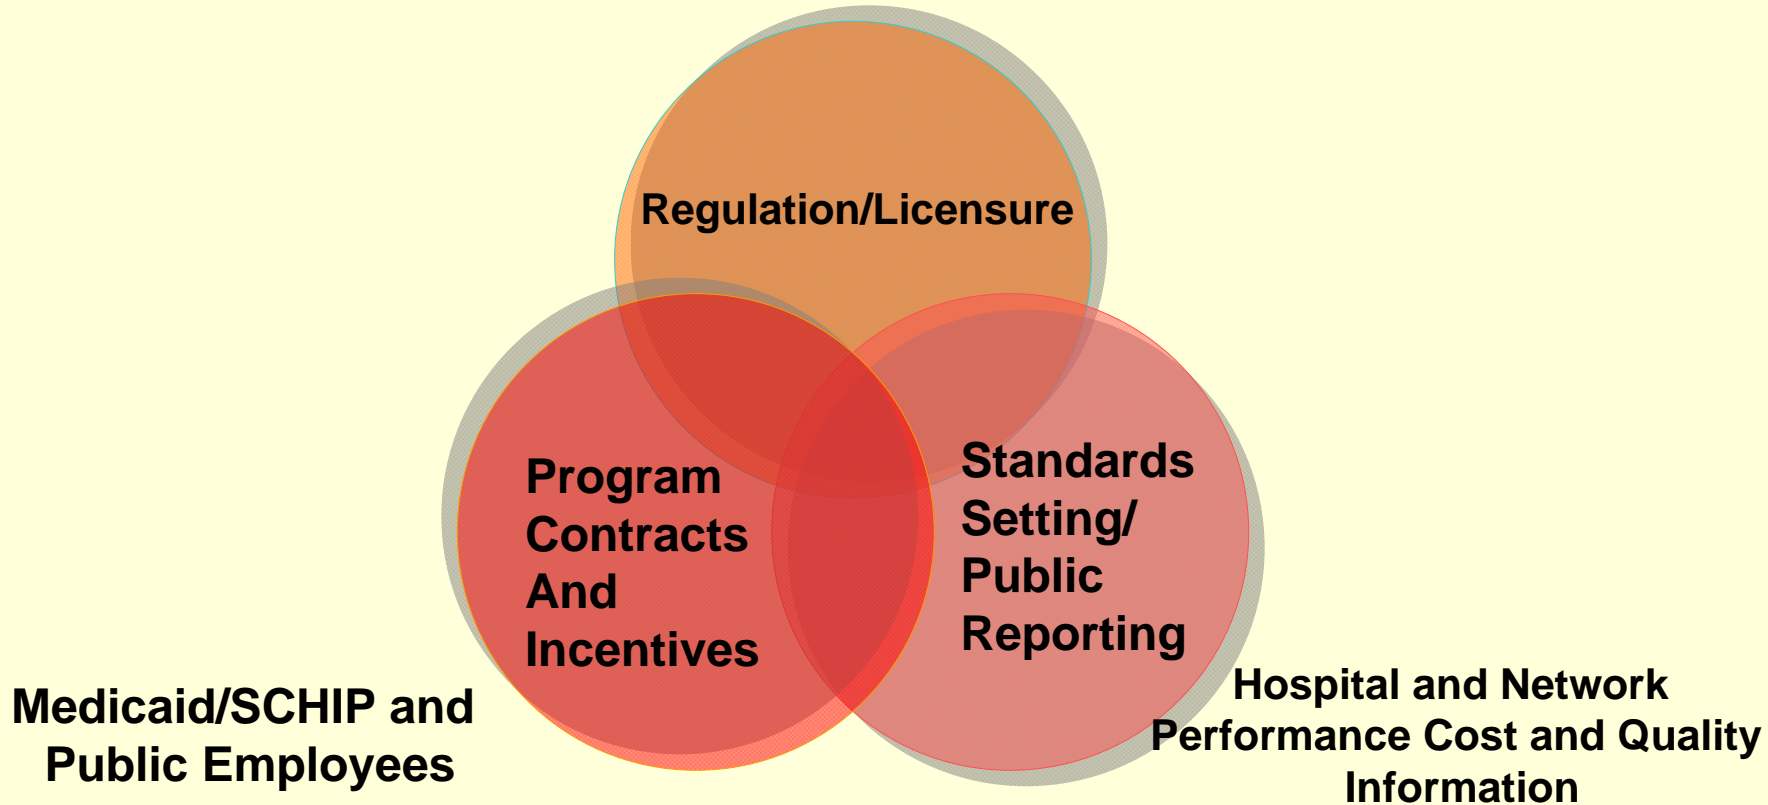 Regulation/Licensure
Program
Contracts
And
Incentives
Standards
Setting/
Public
Reporting
Medicaid/SCHIP and
Public Employees
Hospital and Network
Performance Cost and Quality
Information